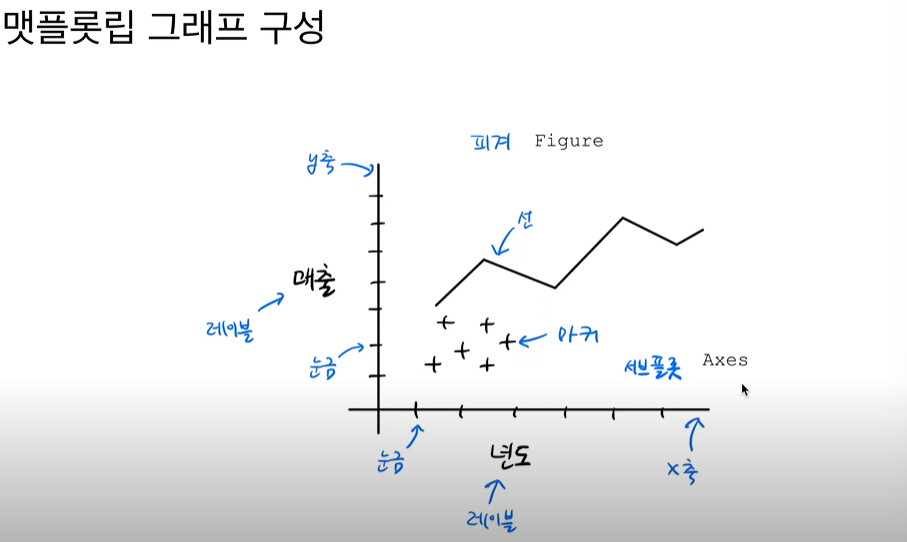 맷플롯립 그래프 구성
피겨 Figure
y축
선
매출
레이블
마커
눈금
서브플롯 Axes
눈금
년도
x축
레이블